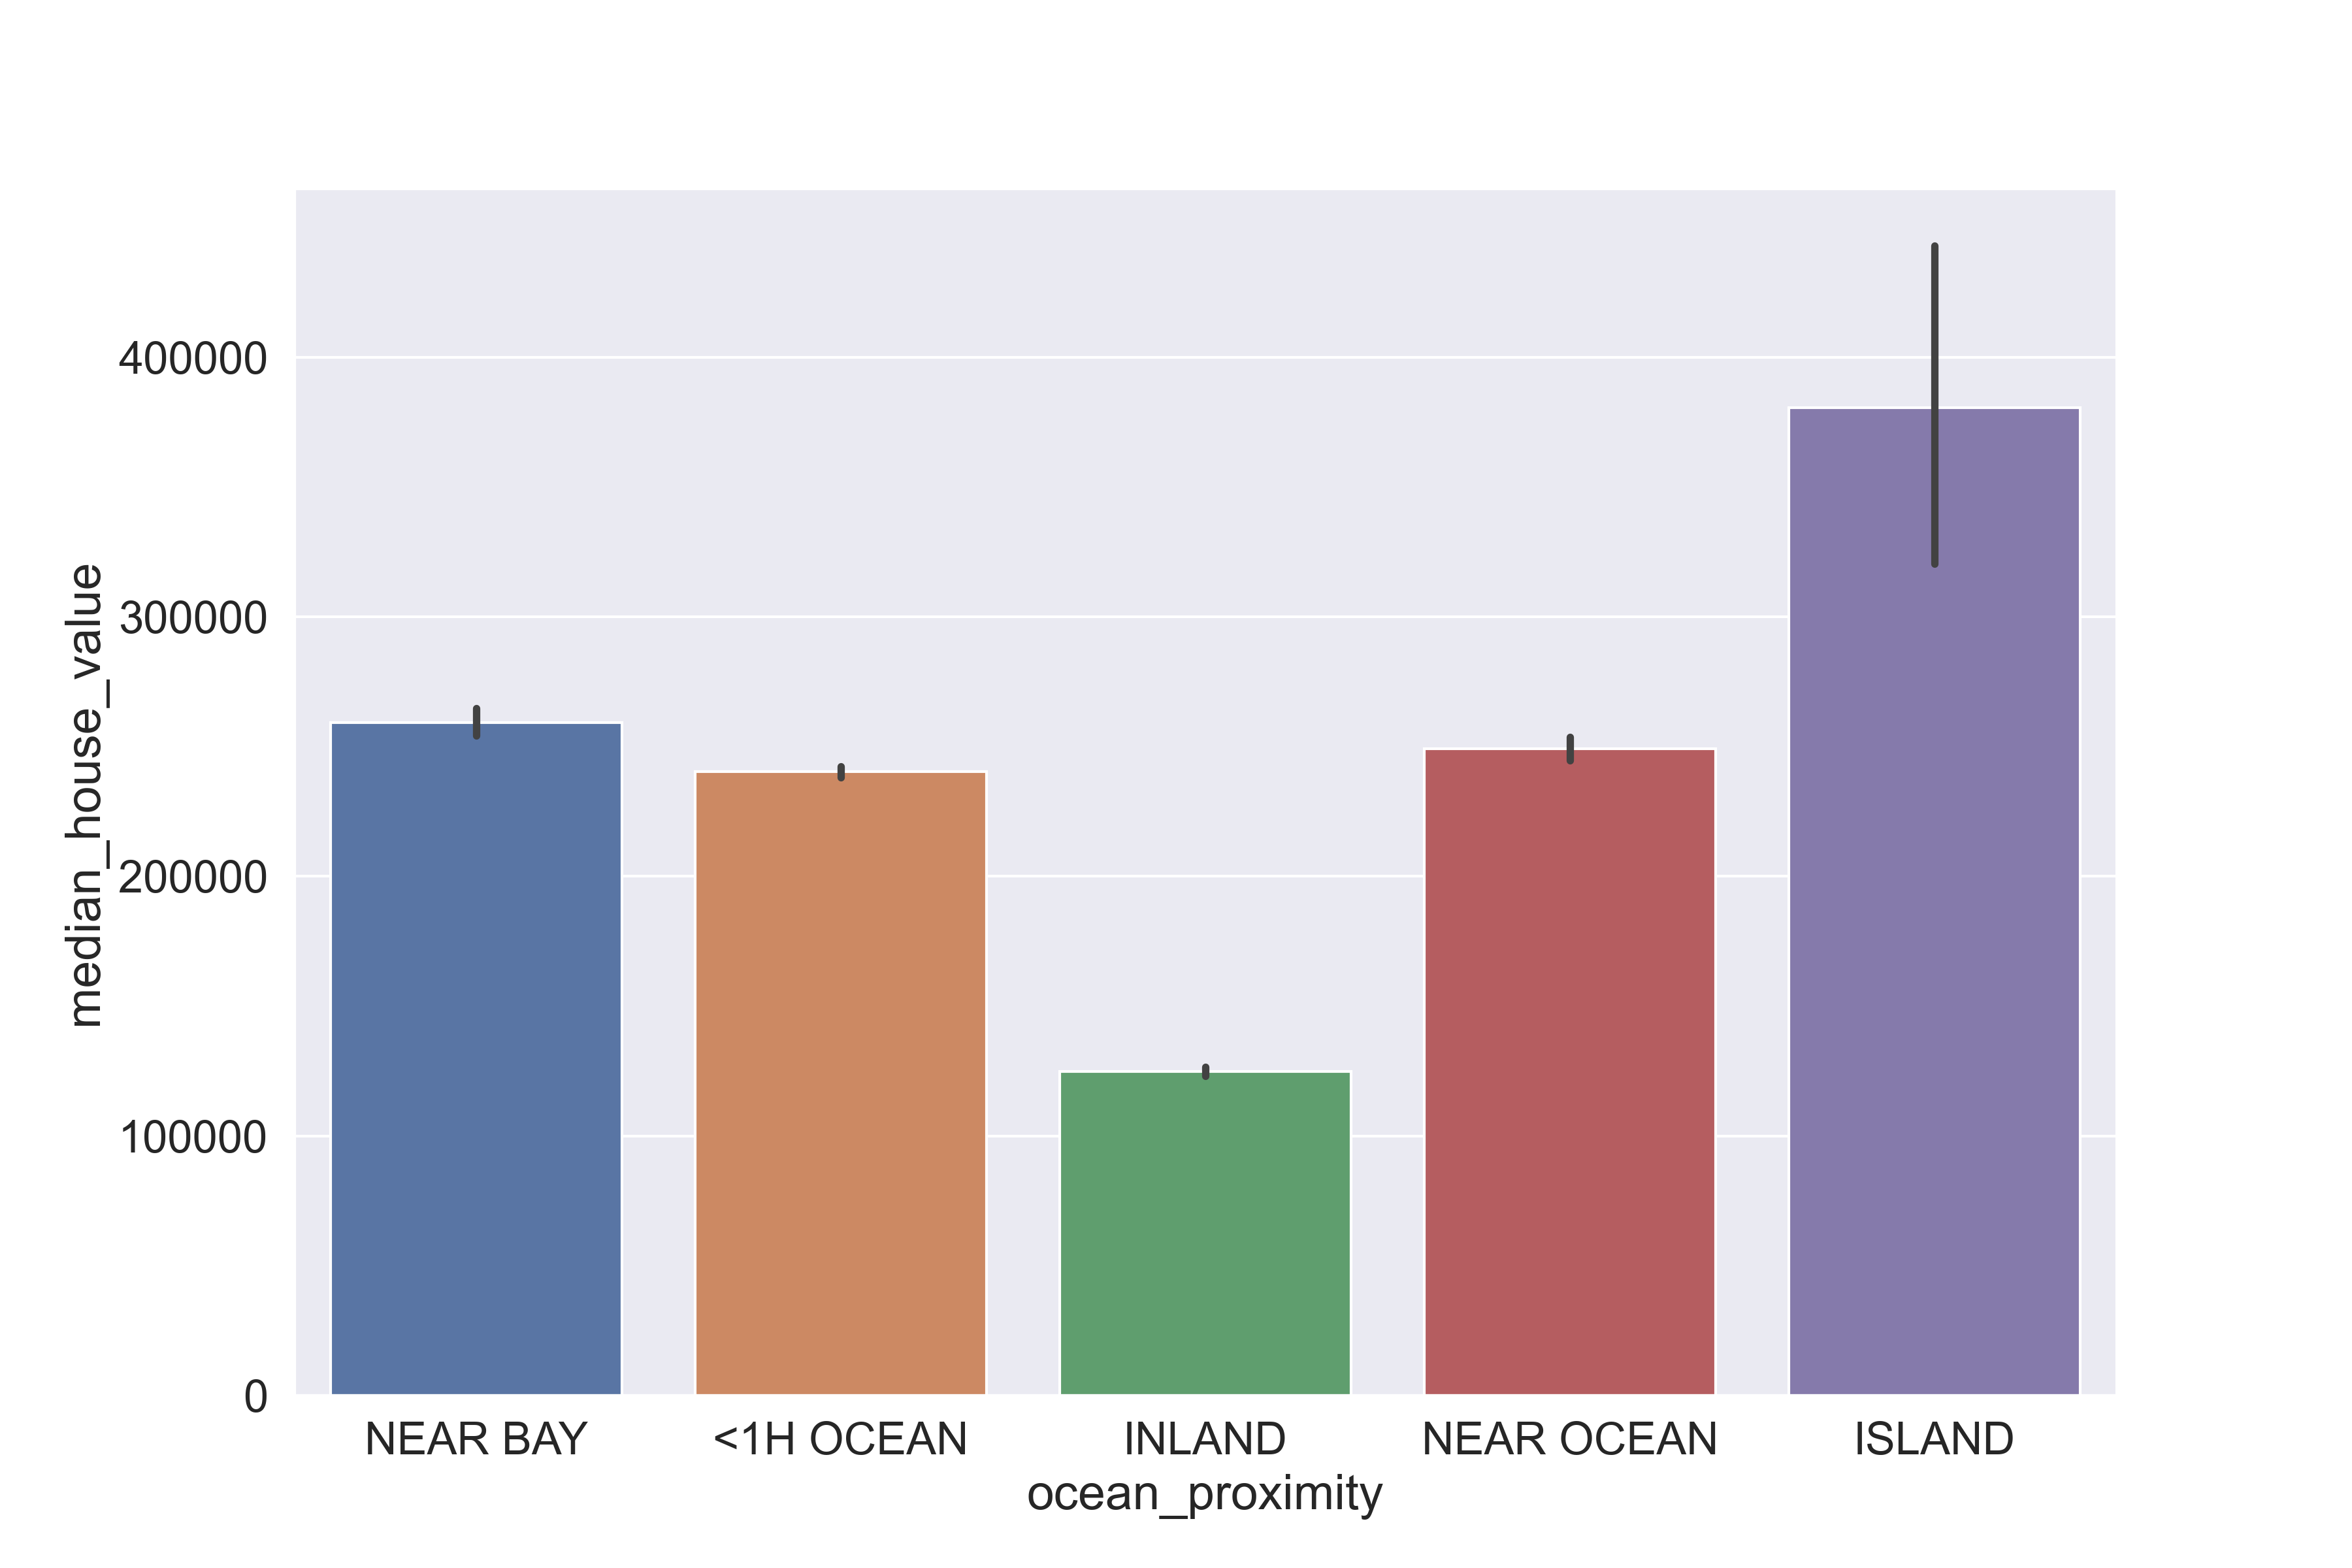 median_house_value
400000
300000
200000
100000
0
NEAR BAY
<1H OCEAN
INLAND
NEAR OCEAN
ISLAND
ocean_proximity